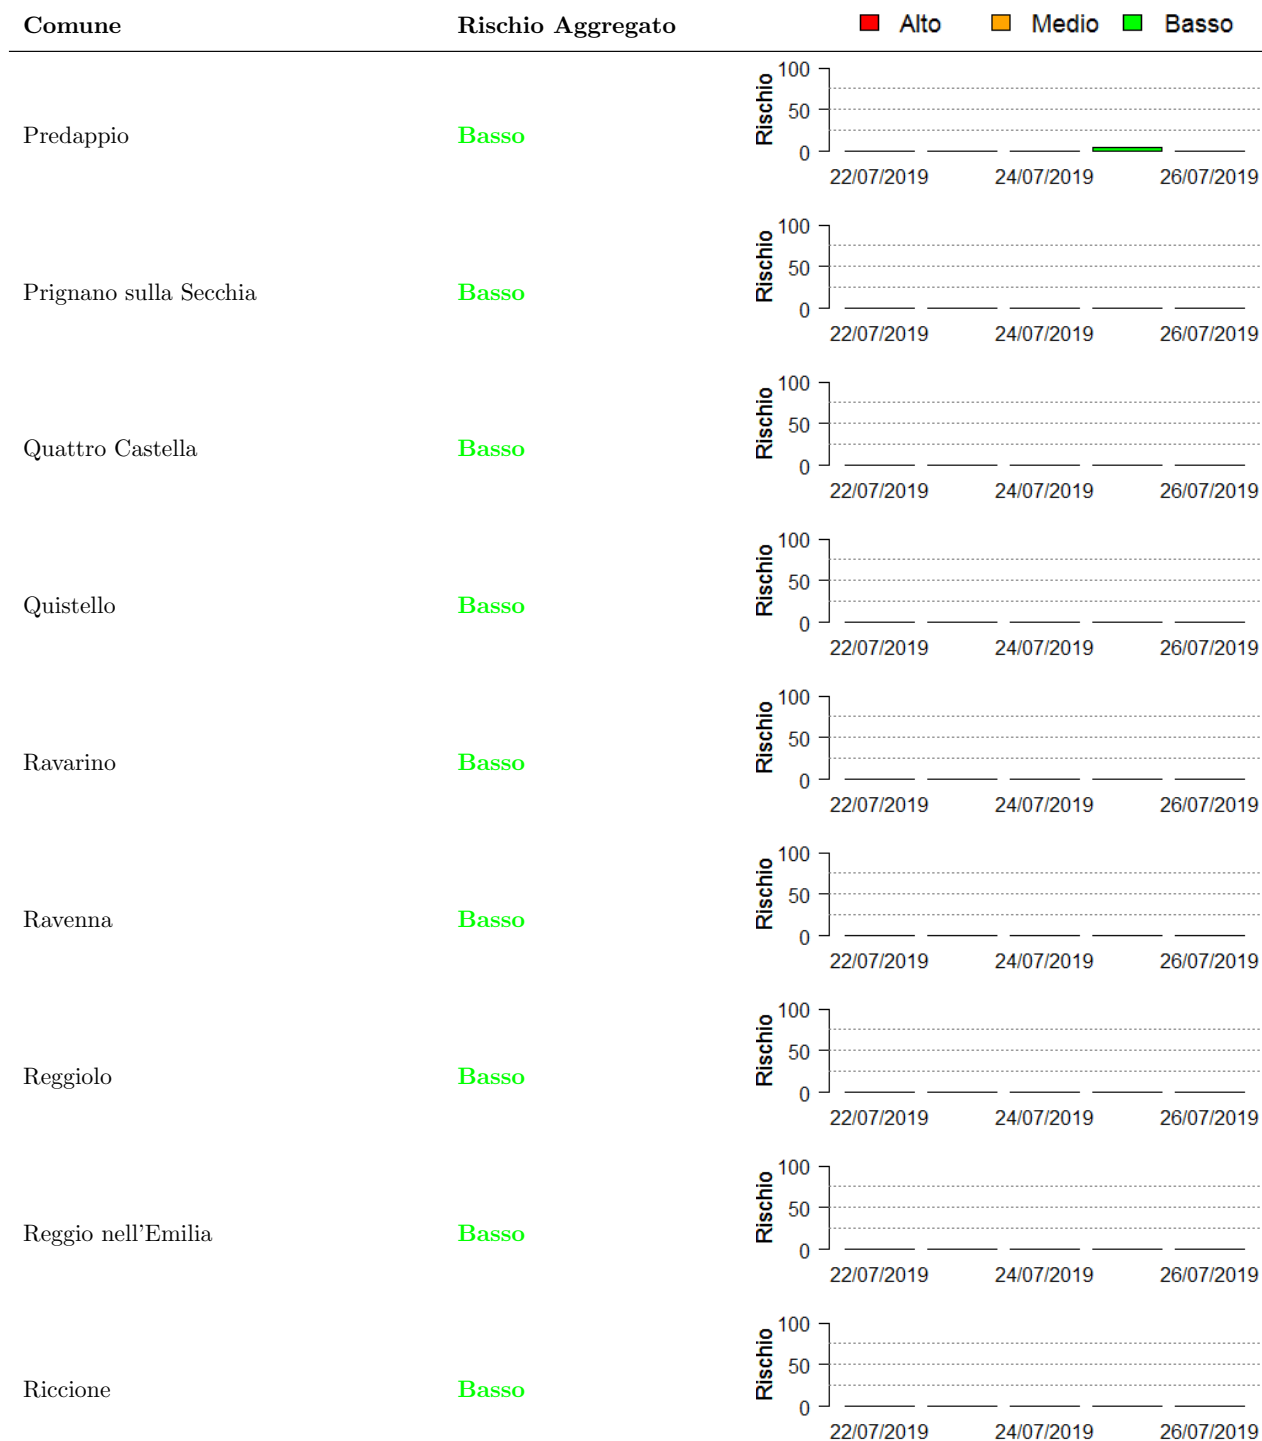 Comune Rischio Aggregato Alto Medio Basso
Predappio Basso Rischio 100 50 0
22/07/2019 24/07/2019 26/07/2019
Prignano sulla Secchia Basso Rischio 100 50 0
22/07/2019 24/07/2019 26/07/2019
Quattro Castella Basso Rischio 100 50 0
22/07/2019 24/07/2019 26/07/2019
Quistello Basso Rischio 100 50 0
22/07/2019 24/07/2019 26/07/2019
Ravarino Basso Rischio 100 50 0
22/07/2019 24/07/2019 26/07/2019
Ravenna Basso Rischio 100 50 0
22/07/2019 24/07/2019 26/07/2019
Reggiolo Basso Rischio 100 50 0
22/07/2019 24/07/2019 26/07/2019
Reggio nell'Emilia Basso Rischio 100 50 0
22/07/2019 24/07/2019 26/07/2019
Riccione Basso Rischio 100 50 0
22/07/2019 24/07/2019 26/07/2019